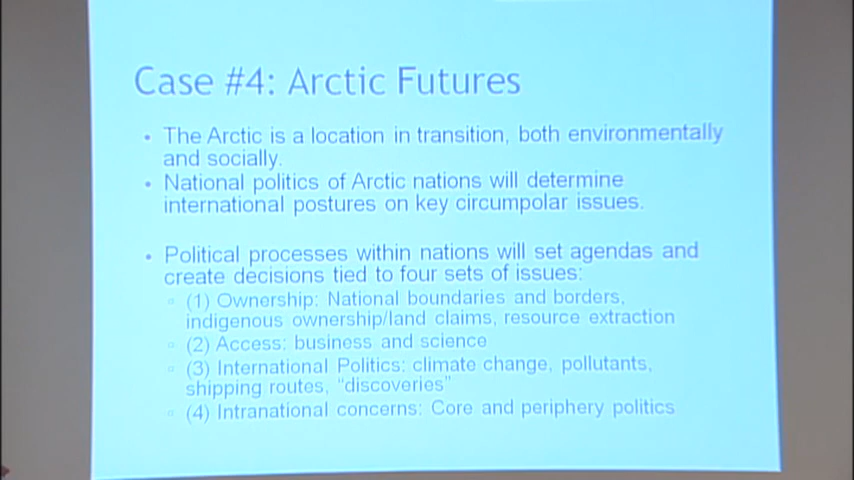 Case #4: Arctic Futures
• The Arctic is a location in transition, both environmentally
and socially.
• National politics of Arctic nations will determine
international postures on key circumpolar issues.
• Political processes within nations will set agendas and
create decisions tied to four sets of issues:
▫ (1) Ownership: National boundaries and borders,
indigenous ownership/land claims, resource extraction
▫ (2) Access: business and science
▫ (3) International Politics: climate change, pollutants,
shipping routes, "discoveries"
▫ (4) Intranational concerns: Core and periphery politics